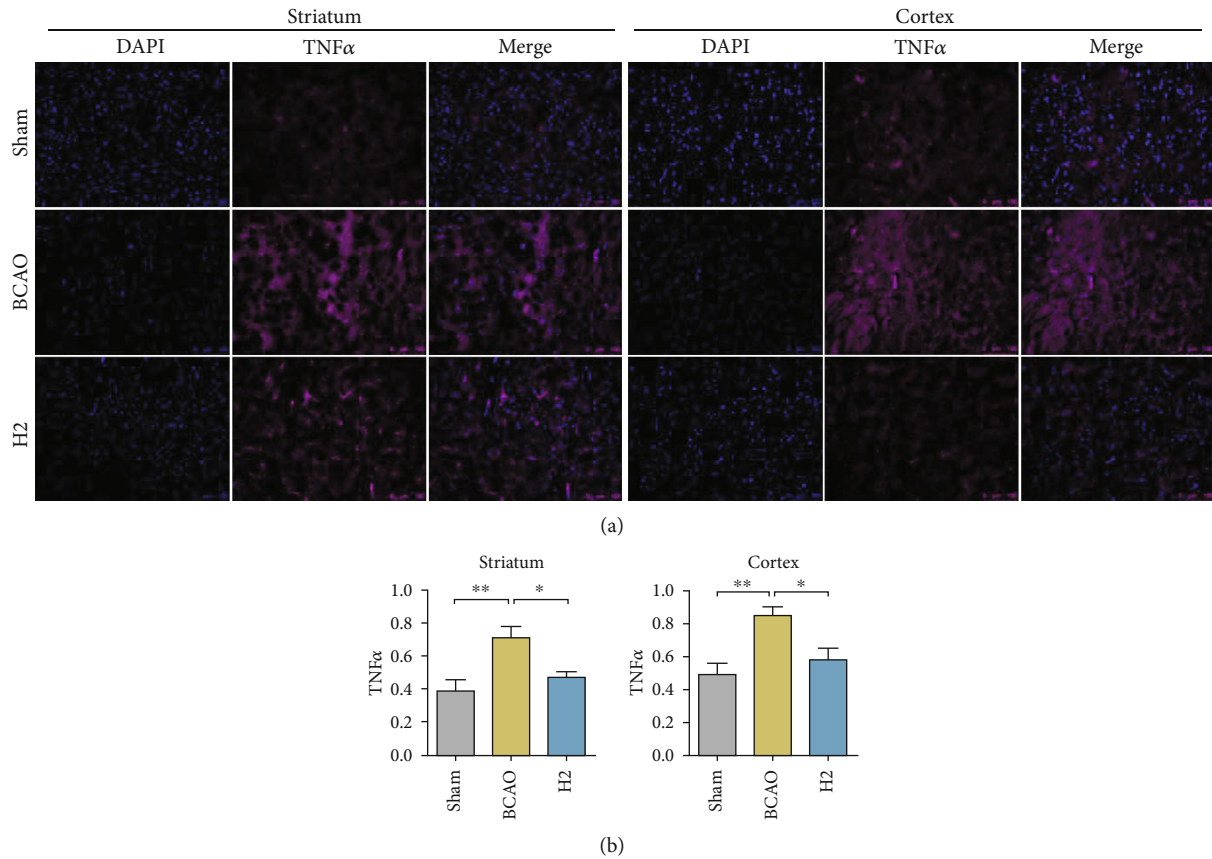 Striatum Cortex
DAPI TNFα Merge DAPI TNFα Merge
Sham
BCAO
H2
(a)
Striatum
TNFα
1.0
0.8
0.6
0.4
0.2
0.0
** *
Sham BCAO H2
Cortex
TNFα
1.0
0.8
0.6
0.4
0.2
0.0
** *
Sham BCAO H2
(b)